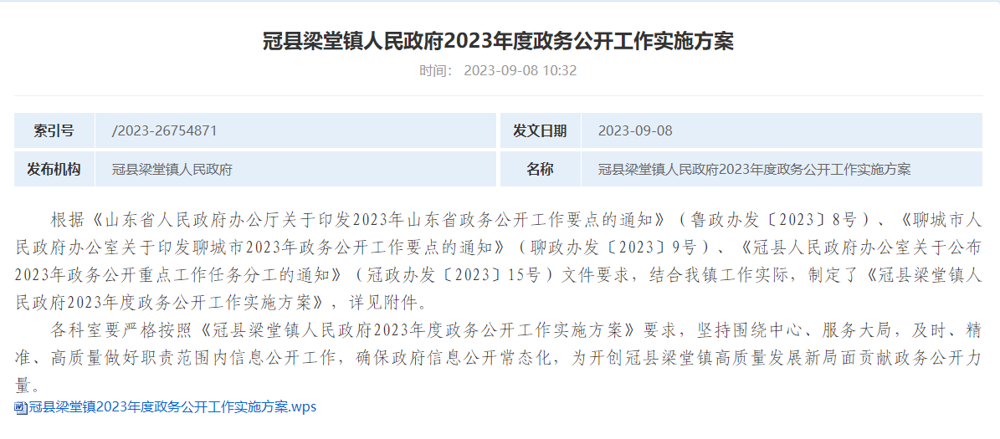 冠县梁堂镇人民政府2023年度政务公开工作实施方案
时间： 2023-09-08 10:32
索引号 /2023-26754871 发文日期 2023-09-08
发布机构 冠县梁堂镇人民政府 名称 冠县梁堂镇人民政府2023年度政务公开工作实施方案
根据《山东省人民政府办公厅关于印发2023年山东省政务公开工作要点的通知》（鲁政办发〔2023〕8号）、《聊城市人
民政府办公室关于印发聊城市2023年政务公开工作要点的通知》（聊政办发〔2023〕9号）、《冠县人民政府办公室关于公布
2023年政务公开重点工作任务分工的通知》（冠政办发〔2023〕15号）文件要求，结合我镇工作实际，制定了《冠县梁堂镇人
民政府2023年度政务公开工作实施方案》，详见附件。
各科室要严格按照《冠县梁堂镇人民政府2023年度政务公开工作实施方案》要求，坚持围绕中心、服务大局，及时、精
准、高质量做好职责范围内信息公开工作，确保政府信息公开常态化，为开创冠县梁堂镇高质量发展新局面贡献政务公开力
量。
冠县梁堂镇2023年度政务公开工作实施方案.wps